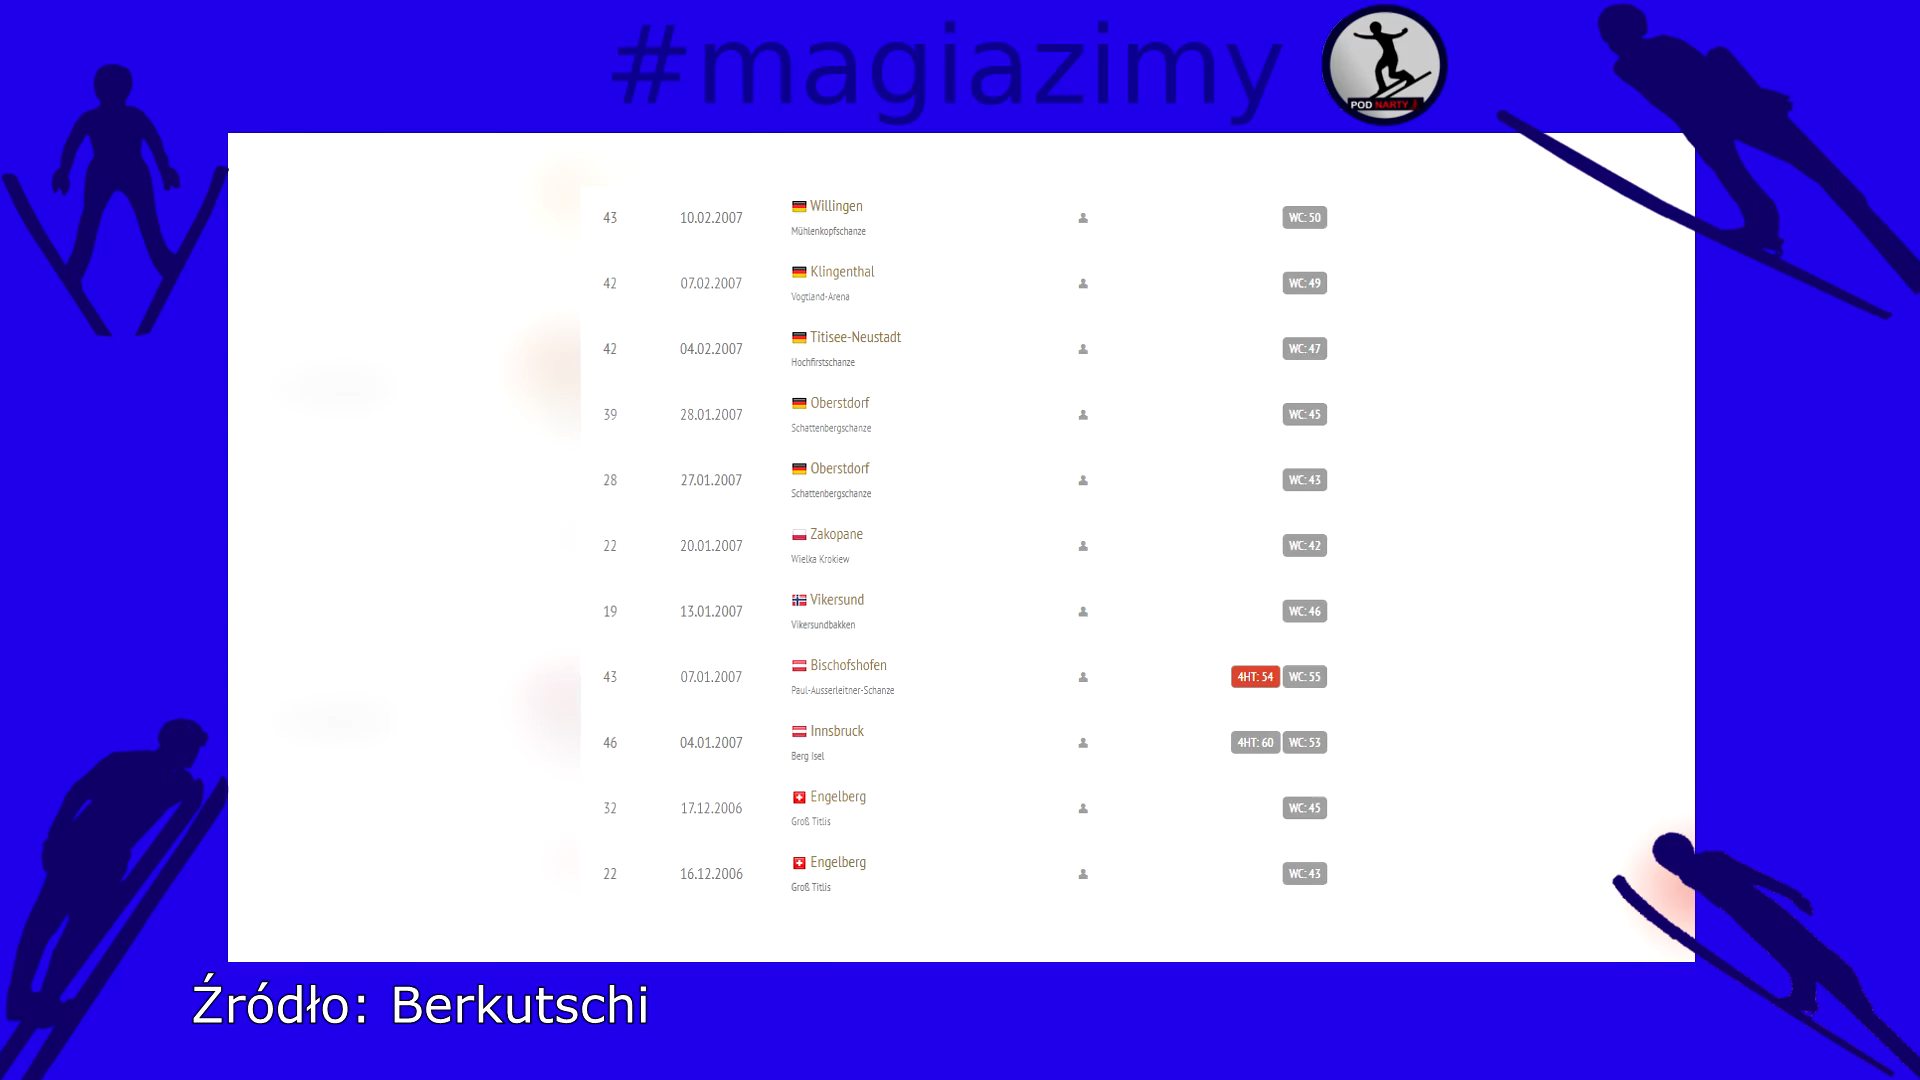 #magiazimy
POD NARTY
43 10.02.2007 Willingen WC: 50
Mühlenkopfschanze
42 07.02.2007 Klingenthal WC: 49
Vogtland-Arena
42 04.02.2007 Titisee-Neustadt WC: 47
Hochfirstschanze
39 28.01.2007 Oberstdorf WC: 45
Schattenbergschanze
28 27.01.2007 Oberstdorf WC: 43
Schattenbergschanze
22 20.01.2007 Zakopane WC: 42
Wielka Krokiew
19 13.01.2007 Vikersund WC: 46
Vikersundbakken
43 07.01.2007 Bischofshofen 4HT: 54 WC: 55
Paul-Ausserleitner-Schanze
46 04.01.2007 Innsbruck 4HT: 60 WC: 53
Berg Isel
32 17.12.2006 Engelberg WC: 45
Groß Titlis
22 16.12.2006 Engelberg WC: 43
Groß Titlis
Źródło: Berkutschi